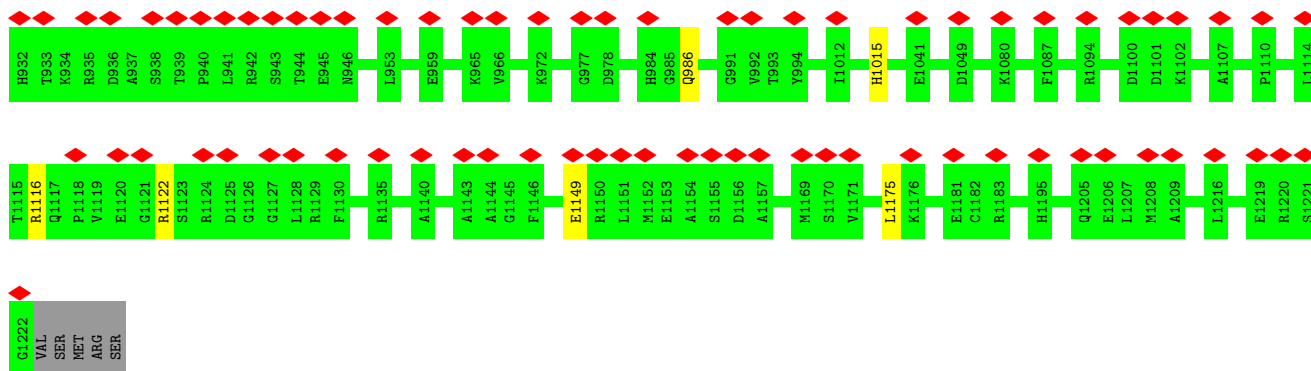 H932 T933 K934 R935 D936 A937 S938 T939 P940 L941 R942 S943 T944 E945 N946 L953 E959 K965 V966 K972 G977 D978 H984 G985 Q986 G991 V992 T993 Y994 I1012 H1015 E1041 D1049 K1080 F1087 R1094 D1100 D1101 K1102 A1107 P1110 L1114
T1115 R1116 Q1117 P1118 V1119 E1120 G1121 R1122 S1123 R1124 D1125 G1126 G1127 L1128 R1129 F1130 R1135 A1140 A1143 A1144 G1145 F1146 E1149 R1150 L1151 M1152 E1153 A1154 S1155 D1156 A1157 M1169 S1170 V1171 L1175 K1176 E1181 C1182 R1183 H1195 Q1205 E1206 L1207 M1208 A1209 L1216 E1219 R1220 S1221
G1222 VAL SER MET ARG SER